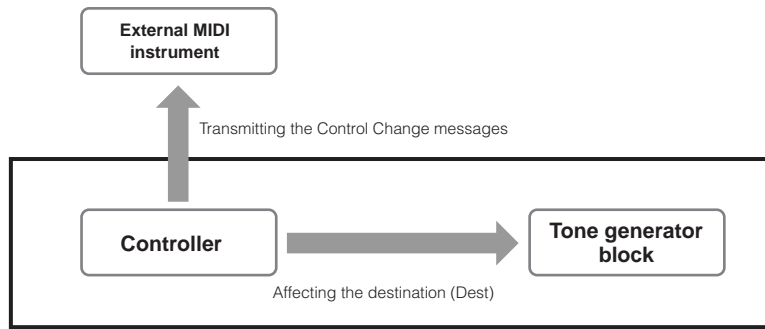 External MIDI
instrument
Transmitting the Control Change messages
Controller
Tone generator
block
Affecting the destination (Dest)